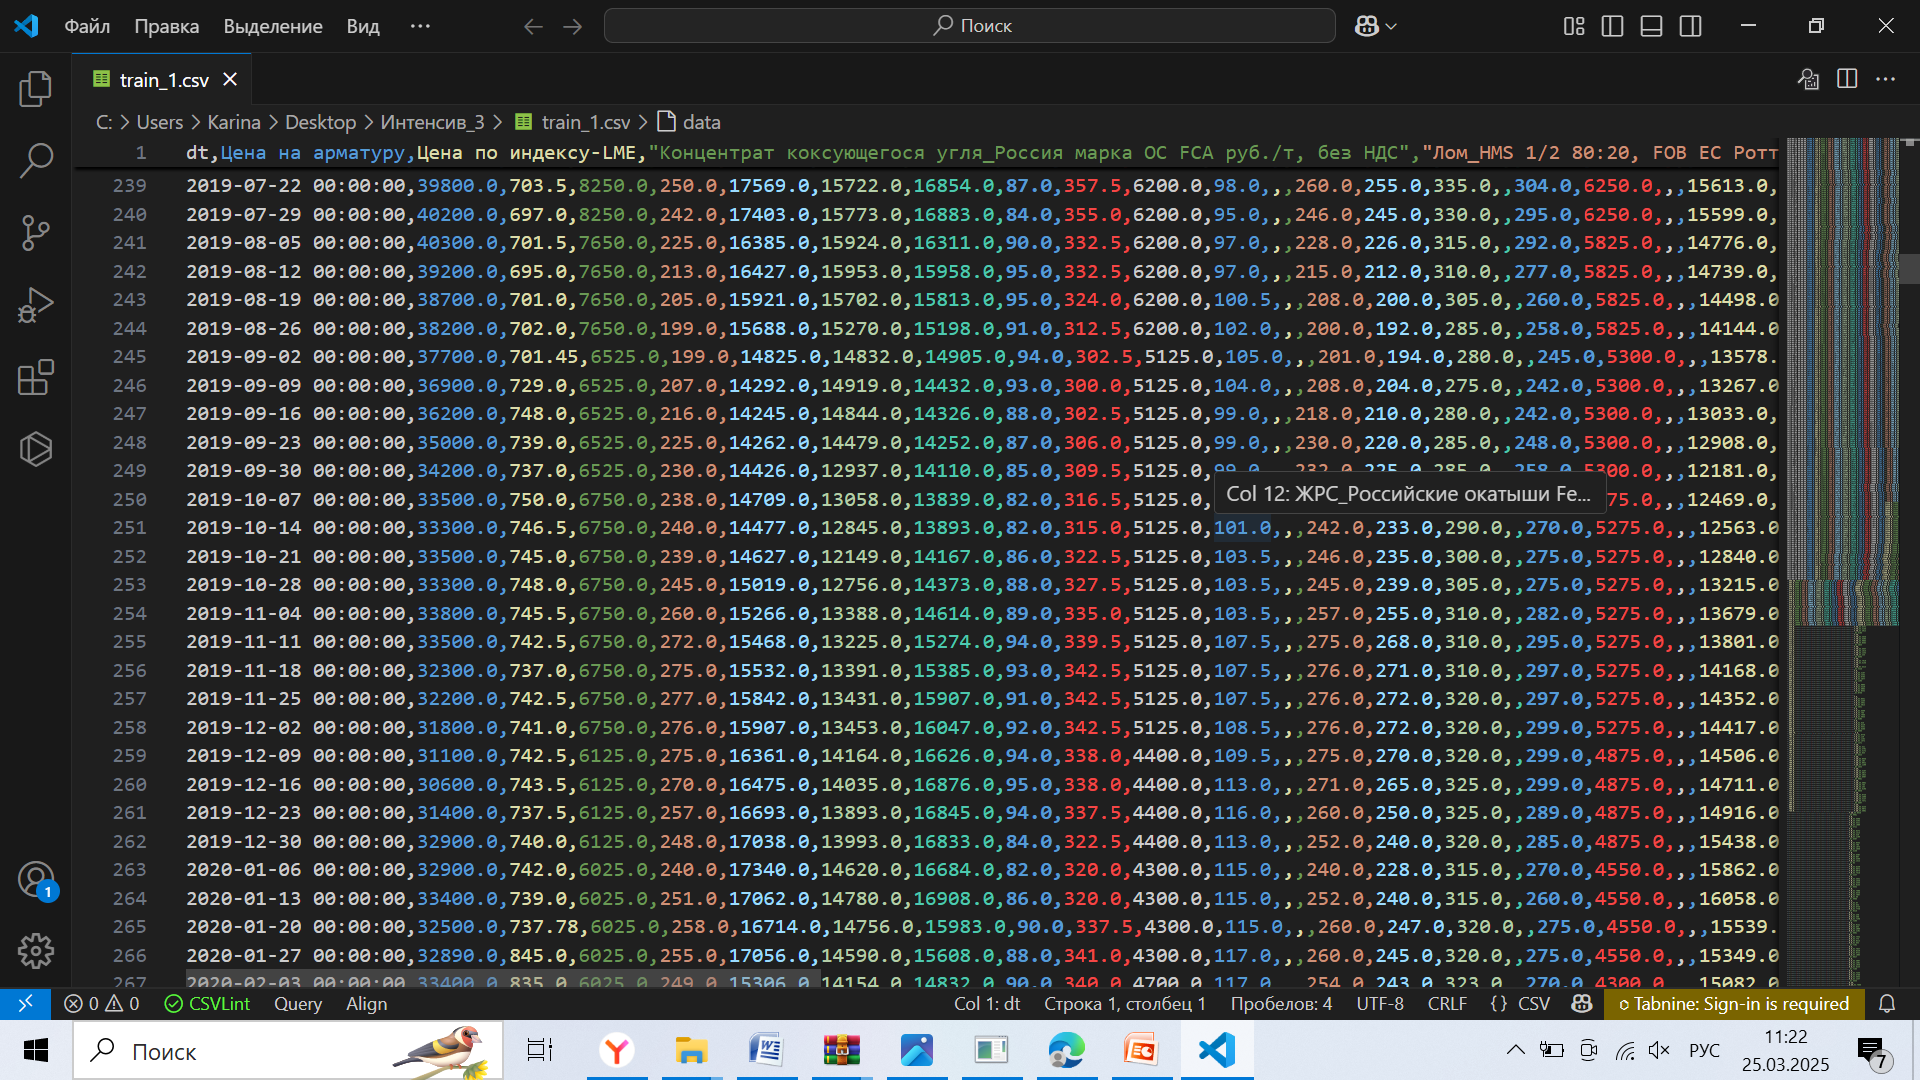 Файл Правка Выделение Вид ··· Поиск
train_1.csv
C: > Users > Karina > Desktop > Интенсив_3 > train_1.csv > data
1 dt,Цена на арматуру,Цена по индексу-LME,"Концентрат коксующегося угля_Россия марка ОС FCA руб./т, без НДС","Лом_HMS 1/2 80:20, FOB ЕС Ротт
239 2019-07-22 00:00:00,39800.0,703.5,8250.0,250.0,17569.0,15722.0,16854.0,87.0,357.5,6200.0,98.0,,,260.0,255.0,335.0,,304.0,6250.0,,,15613.0,
240 2019-07-29 00:00:00,40200.0,697.0,8250.0,242.0,17403.0,15773.0,16883.0,84.0,355.0,6200.0,95.0,,,246.0,245.0,330.0,,295.0,6250.0,,,15599.0,
241 2019-08-05 00:00:00,40300.0,701.5,7650.0,225.0,16385.0,15924.0,16311.0,90.0,332.5,6200.0,97.0,,,228.0,226.0,315.0,,292.0,5825.0,,,14776.0,
242 2019-08-12 00:00:00,39200.0,695.0,7650.0,213.0,16427.0,15953.0,15958.0,95.0,332.5,6200.0,97.0,,,215.0,212.0,310.0,,277.0,5825.0,,,14739.0,
243 2019-08-19 00:00:00,38700.0,701.0,7650.0,205.0,15921.0,15702.0,15813.0,95.0,324.0,6200.0,100.5,,,208.0,200.0,305.0,,260.0,5825.0,,,14498.0
244 2019-08-26 00:00:00,38200.0,702.0,7650.0,199.0,15688.0,15270.0,15198.0,91.0,312.5,6200.0,102.0,,,200.0,192.0,285.0,,258.0,5825.0,,,14144.0
245 2019-09-02 00:00:00,37700.0,701.45,6525.0,199.0,14825.0,14832.0,14905.0,94.0,302.5,5125.0,105.0,,,201.0,194.0,280.0,,245.0,5300.0,,,13578.
246 2019-09-09 00:00:00,36900.0,729.0,6525.0,207.0,14292.0,14919.0,14432.0,93.0,300.0,5125.0,104.0,,,208.0,204.0,275.0,,242.0,5300.0,,,13267.0
247 2019-09-16 00:00:00,36200.0,748.0,6525.0,216.0,14245.0,14844.0,14326.0,88.0,302.5,5125.0,99.0,,,218.0,210.0,280.0,,242.0,5300.0,,,13033.0,
248 2019-09-23 00:00:00,35000.0,739.0,6525.0,225.0,14262.0,14479.0,14252.0,87.0,306.0,5125.0,99.0,,,230.0,220.0,285.0,,248.0,5300.0,,,12908.0,
249 2019-09-30 00:00:00,34200.0,737.0,6525.0,230.0,14426.0,12937.0,14110.0,85.0,309.5,5125.0,99.0,,,232.0,225.0,285.0,,258.0,5300.0,,,12181.0,
250 2019-10-07 00:00:00,33500.0,750.0,6750.0,238.0,14709.0,13058.0,13839.0,82.0,316.5,5125.0, Col 12: ЖРС_Российские окатыши Fe... 75.0,,,12469.0,
251 2019-10-14 00:00:00,33300.0,746.5,6750.0,240.0,14477.0,12845.0,13893.0,82.0,315.0,5125.0,101.0,,,242.0,233.0,290.0,,270.0,5275.0,,,12563.0
252 2019-10-21 00:00:00,33500.0,745.0,6750.0,239.0,14627.0,12149.0,14167.0,86.0,322.5,5125.0,103.5,,,246.0,235.0,300.0,,275.0,5275.0,,,12840.0
253 2019-10-28 00:00:00,33300.0,748.0,6750.0,245.0,15019.0,12756.0,14373.0,88.0,327.5,5125.0,103.5,,,245.0,239.0,305.0,,275.0,5275.0,,,13215.0
254 2019-11-04 00:00:00,33800.0,745.5,6750.0,260.0,15266.0,13388.0,14614.0,89.0,335.0,5125.0,103.5,,,257.0,255.0,310.0,,282.0,5275.0,,,13679.0
255 2019-11-11 00:00:00,33500.0,742.5,6750.0,272.0,15468.0,13225.0,15274.0,94.0,339.5,5125.0,107.5,,,275.0,268.0,310.0,,295.0,5275.0,,,13801.0
256 2019-11-18 00:00:00,32300.0,737.0,6750.0,275.0,15532.0,13391.0,15385.0,93.0,342.5,5125.0,107.5,,,276.0,271.0,310.0,,297.0,5275.0,,,14168.0
257 2019-11-25 00:00:00,32200.0,742.5,6750.0,277.0,15842.0,13431.0,15907.0,91.0,342.5,5125.0,107.5,,,276.0,272.0,320.0,,297.0,5275.0,,,14352.0
258 2019-12-02 00:00:00,31800.0,741.0,6750.0,276.0,15907.0,13453.0,16047.0,92.0,342.5,5125.0,108.5,,,276.0,272.0,320.0,,299.0,5275.0,,,14417.0
259 2019-12-09 00:00:00,31100.0,742.5,6125.0,275.0,16361.0,14164.0,16626.0,94.0,338.0,4400.0,109.5,,,275.0,270.0,320.0,,299.0,4875.0,,,14506.0
260 2019-12-16 00:00:00,30600.0,743.5,6125.0,270.0,16475.0,14035.0,16876.0,95.0,338.0,4400.0,113.0,,,271.0,265.0,325.0,,299.0,4875.0,,,14711.0
261 2019-12-23 00:00:00,31400.0,737.5,6125.0,257.0,16693.0,13893.0,16845.0,94.0,337.5,4400.0,116.0,,,260.0,250.0,325.0,,289.0,4875.0,,,14916.0
262 2019-12-30 00:00:00,32900.0,740.0,6125.0,248.0,17038.0,13993.0,16833.0,84.0,322.5,4400.0,113.0,,,252.0,240.0,320.0,,285.0,4875.0,,,15438.0
263 2020-01-06 00:00:00,32900.0,742.0,6025.0,240.0,17340.0,14620.0,16684.0,82.0,320.0,4300.0,115.0,,,240.0,228.0,315.0,,270.0,4550.0,,,15862.0
264 2020-01-13 00:00:00,33400.0,739.0,6025.0,251.0,17062.0,14780.0,16908.0,86.0,320.0,4300.0,115.0,,,252.0,240.0,315.0,,260.0,4550.0,,,16058.0
265 2020-01-20 00:00:00,32500.0,737.78,6025.0,258.0,16714.0,14756.0,15983.0,90.0,337.5,4300.0,115.0,,,260.0,247.0,320.0,,275.0,4550.0,,,15539.
266 2020-01-27 00:00:00,32890.0,845.0,6025.0,255.0,17056.0,14590.0,15608.0,88.0,341.0,4300.0,117.0,,,260.0,245.0,320.0,,275.0,4550.0,,,15349.0
267 2020-02-03 00:00:00,33400.0,835.0,6025.0,249.0,15306.0,14154.0,14832.0,90.0,340.0,4700.0,117.0,,,254.0,243.0,323.0,,270.0,4300.0,,,15082.0
0 0 CSVLint Query Align Col 1: dt Строка 1, столбец 1 Пробелов: 4 UTF-8 CRLF {} CSV Tabnine: Sign-in is required
1
Поиск РУС 11:22
25.03.2025 7